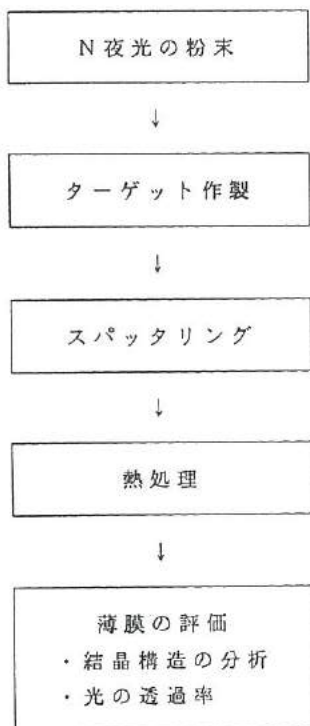 N夜光の粉末
↓
ターゲット作製
↓
スパッタリング
↓
熱処理
↓
薄膜の評価
・結晶構造の分析
・光の透過率